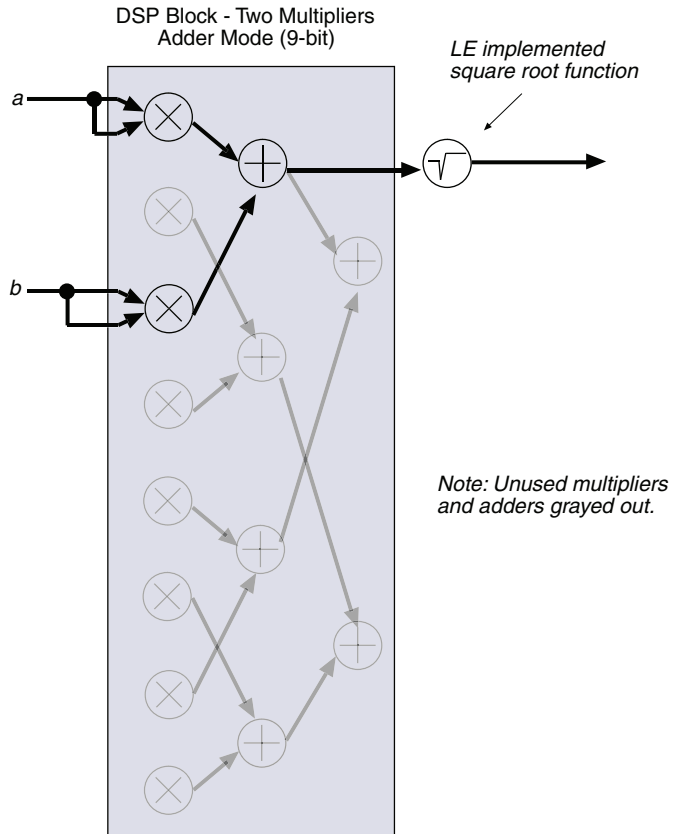 DSP Block - Two Multipliers
Adder Mode (9-bit)
LE implemented
square root function
a
b
Note: Unused multipliers
and adders grayed out.